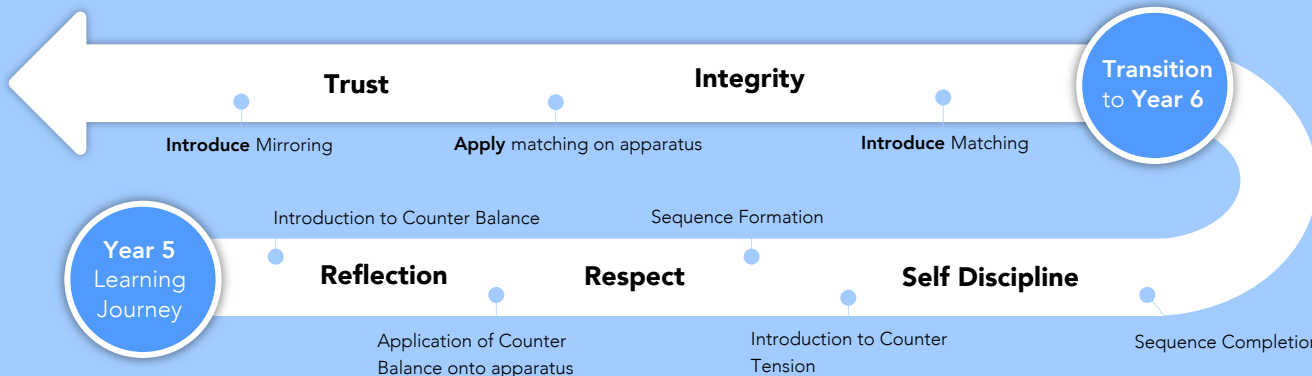 Trust
Integrity
Transition
to Year 6
Introduce Mirroring
Apply matching on apparatus
Introduce Matching
Introduction to Counter Balance
Sequence Formation
Year 5
Learning
Journey
Reflection
Respect
Self Discipline
Application of Counter
Balance onto apparatus
Introduction to Counter
Tension
Sequence Completion